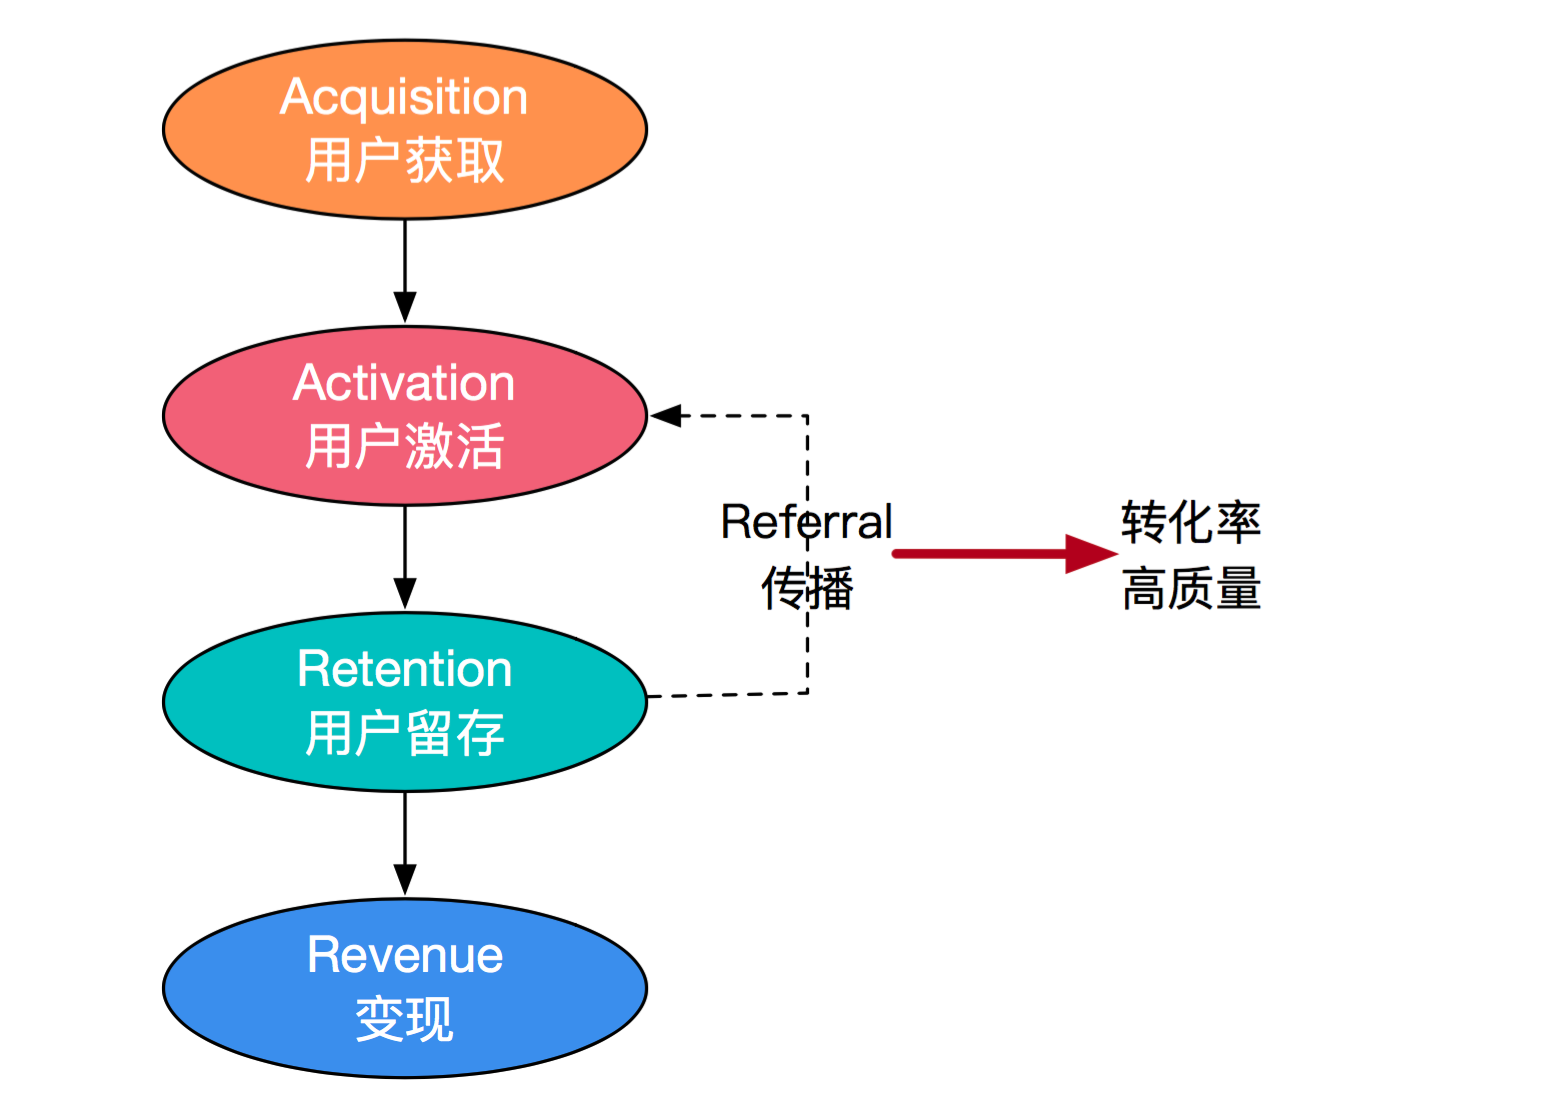 Acquisition
用户获取
Activation
用户激活
Referral
传播
转化率
高质量
Retention
用户留存
Revenue
变现